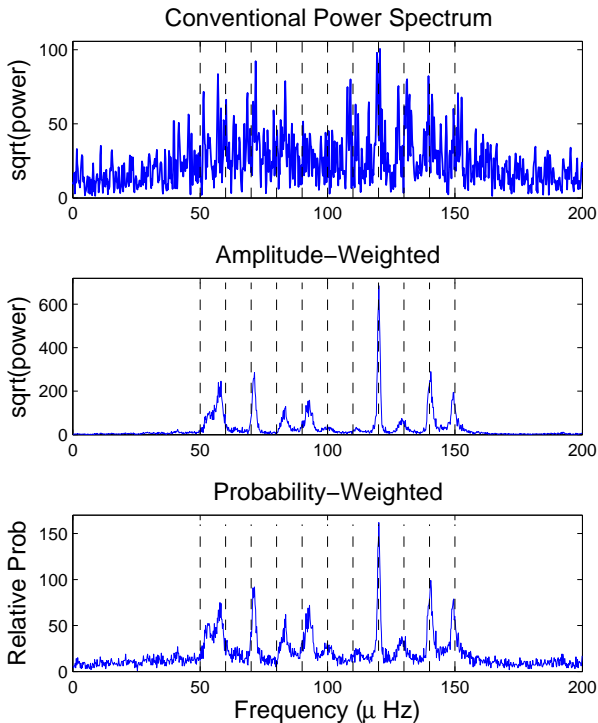 Conventional Power Spectrum
100
50
0
sqrt(power)
0 50 100 150 200
Amplitude−Weighted
600
400
200
0
sqrt(power)
0 50 100 150 200
Probability−Weighted
150
100
50
0
Relative Prob
0 50 100 150 200
Frequency (μ Hz)